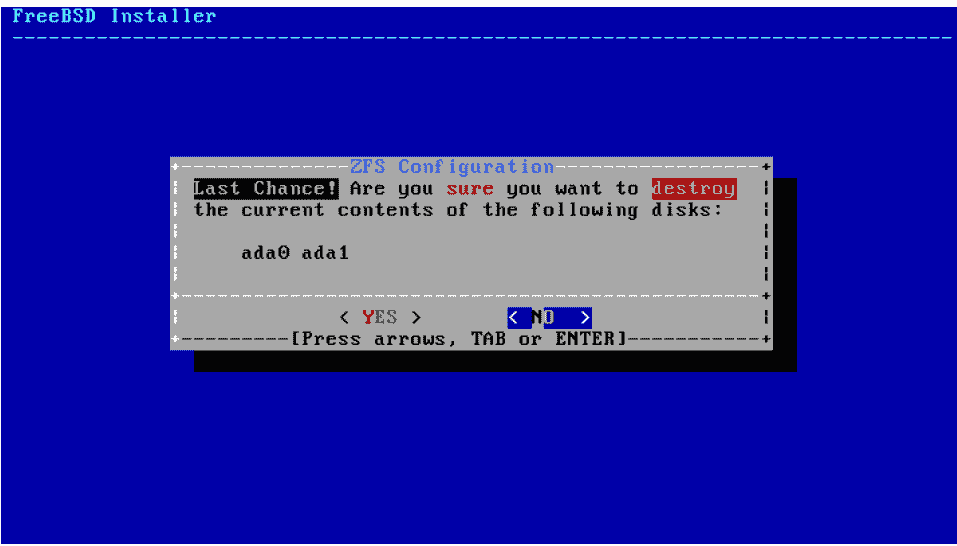 FreeBSD Installer
ZFS Configuration
Last Chance! Are you sure you want to destroy
the current contents of the following disks:
ada0 ada1
< YES > < NO >
[Press arrows, TAB or ENTER]